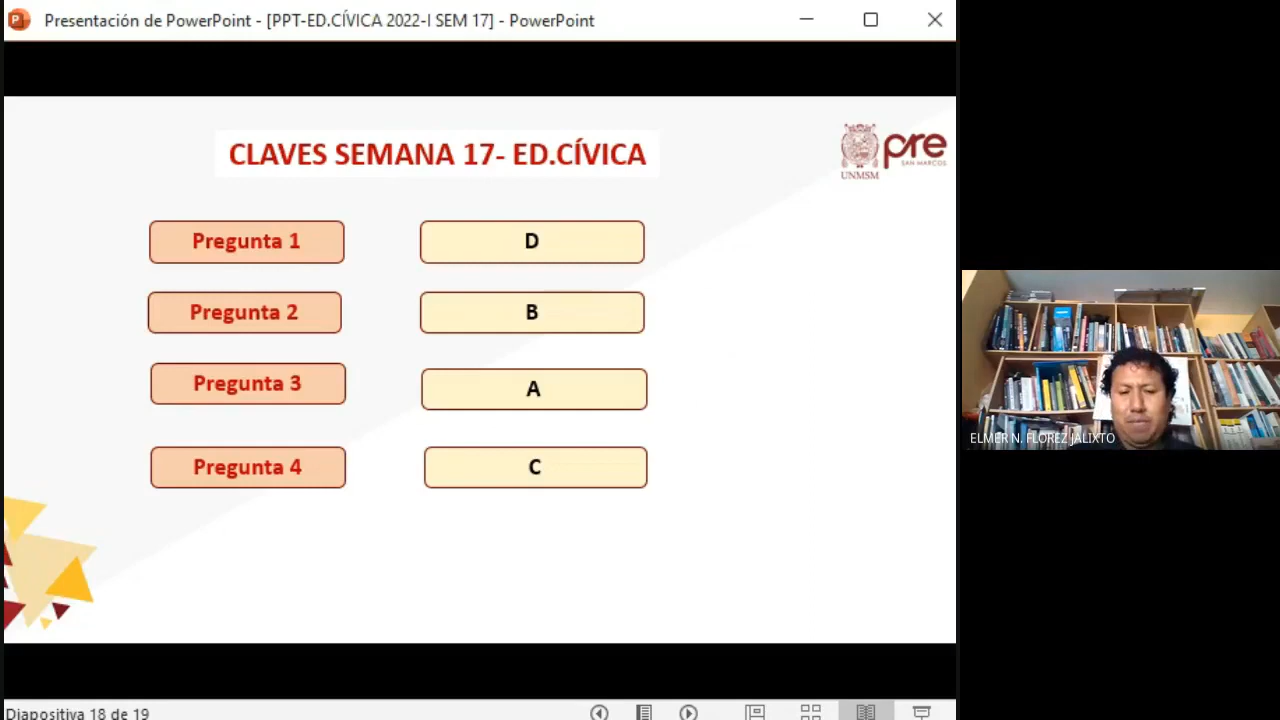 Presentación de PowerPoint - [PPT-ED.CÍVICA 2022-I SEM 17] - PowerPoint
CLAVES SEMANA 17- ED.CÍVICA
pre
SAN MARCOS
UNMSM
Pregunta 1
D
Pregunta 2
B
Pregunta 3
A
Pregunta 4
C
ELMER N. FLOREZ JALIXTO
Diapositiva 18 de 19